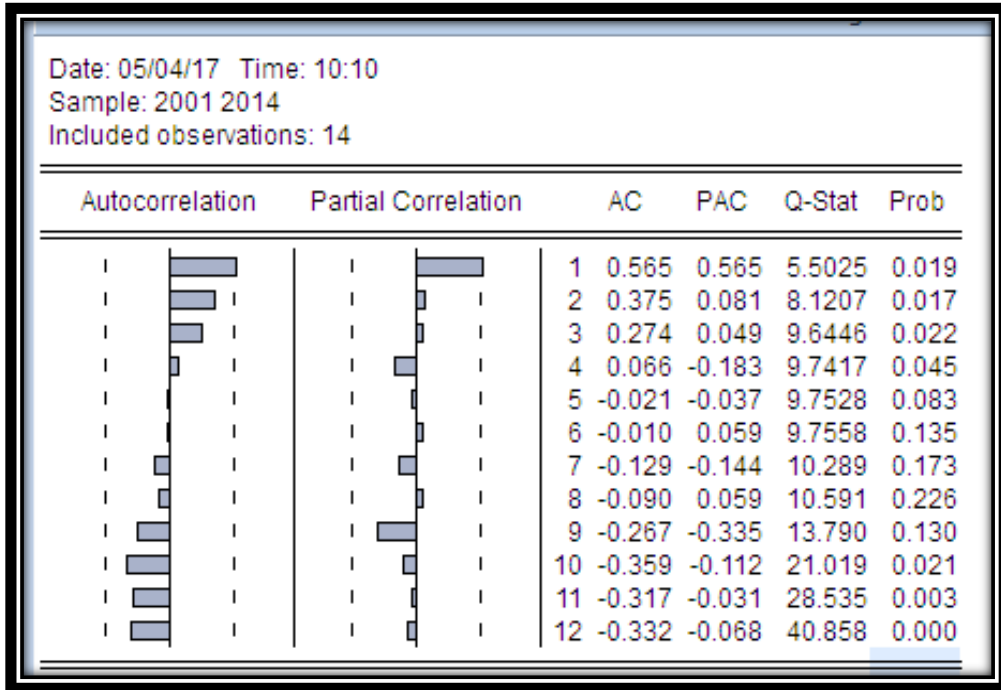 Date: 05/04/17 Time: 10:10
Sample: 2001 2014
Included observations: 14
Autocorrelation Partial Correlation AC PAC Q-Stat Prob
1 0.565 0.565 5.5025 0.019
2 0.375 0.081 8.1207 0.017
3 0.274 0.049 9.6446 0.022
4 0.066 -0.183 9.7417 0.045
5 -0.021 -0.037 9.7528 0.083
6 -0.010 0.059 9.7558 0.135
7 -0.129 -0.144 10.289 0.173
8 -0.090 0.059 10.591 0.226
9 -0.267 -0.335 13.790 0.130
10 -0.359 -0.112 21.019 0.021
11 -0.317 -0.031 28.535 0.003
12 -0.332 -0.068 40.858 0.000